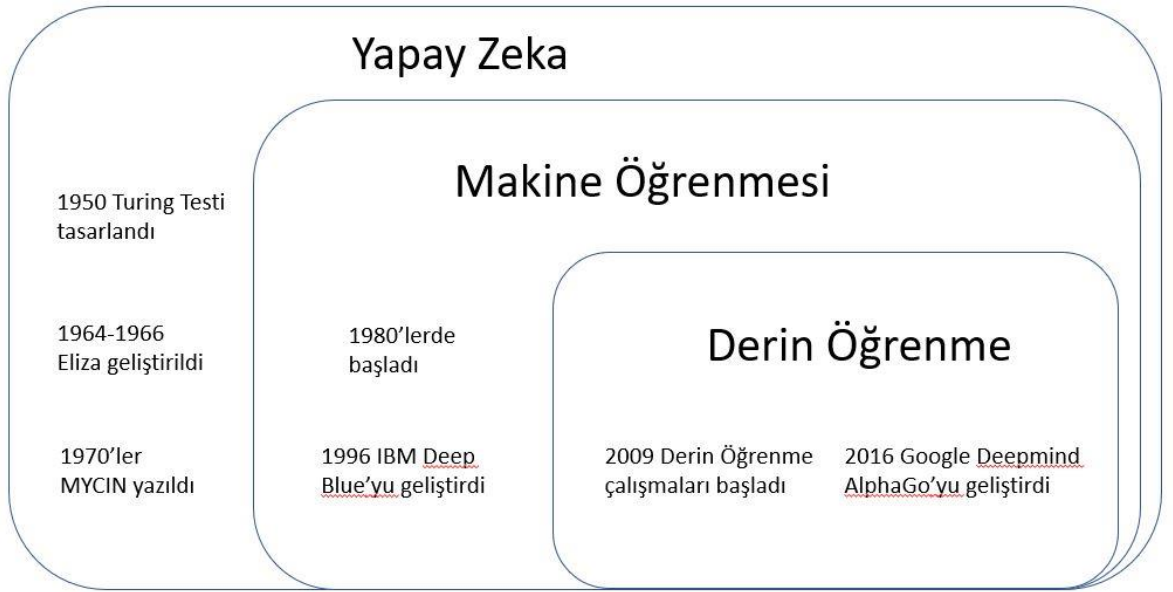 Yapay Zeka
Makine Öğrenmesi
1950 Turing Testi
tasarlandı
Derin Öğrenme
1964-1966
Eliza geliştirildi
1980’lerde
başladı
1970’ler
MYCIN yazıldı
1996 IBM Deep
Blue’yu geliştirdi
2009 Derin Öğrenme
çalışmaları başladı
2016 Google Deepmind
AlphaGo’yu geliştirdi